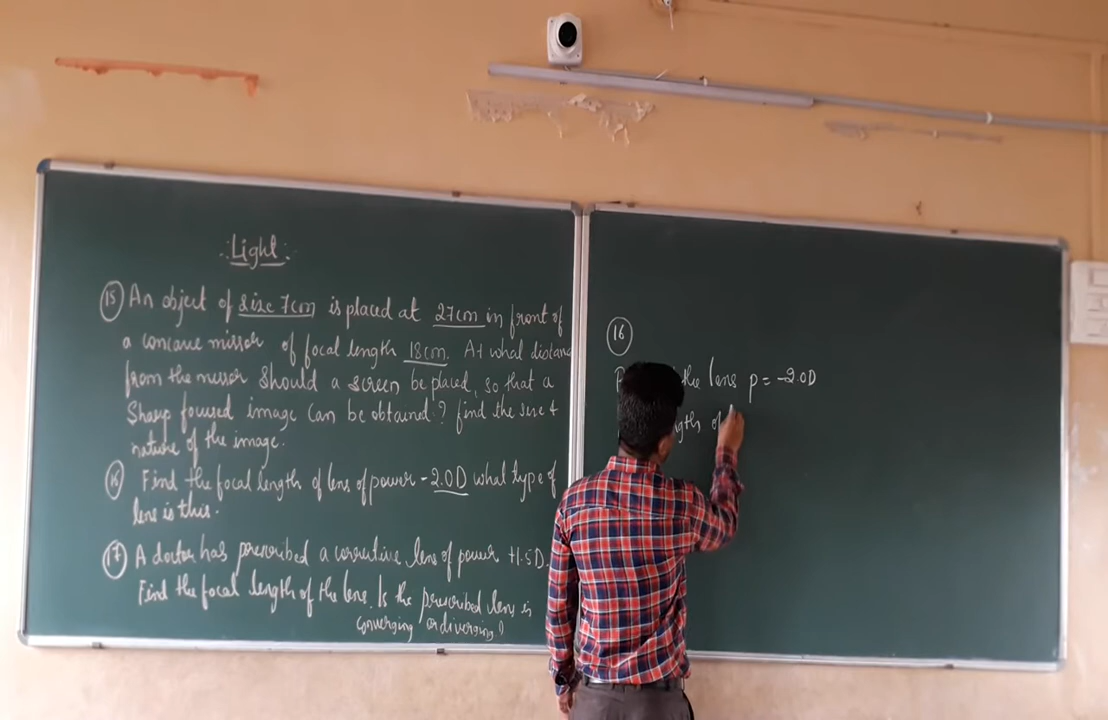 Light
15 An object of size 7cm is placed at 27cm in front of
a concave mirror of focal length 18cm. At what distanc
from the mirror should a screen be placed, so that a
Sharp focused image can be obtained? find the size &
nature of the image.
16 Find the focal length of lens of power -2.0D what type of
lens is this.
17 A doctor has prescribed a corrective lens of power +1.5D.
Find the focal length of the lens. Is the prescribed lens is
converging or diverging?
16
the lens p = -2.0D
of